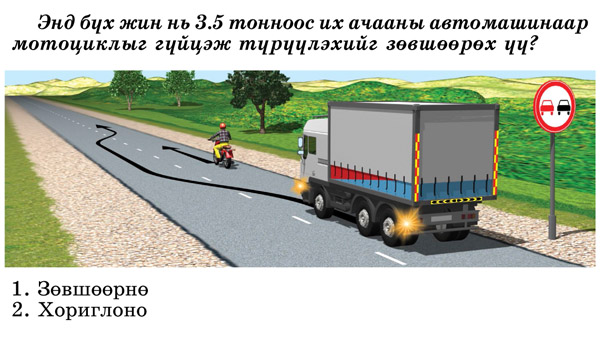 Энд бүх жин нь 3.5 тонноос их ачааны автомашинаар
мотоциклыг гүйцэж түрүүлэхийг зөвшөөрөх үү?
1. Зөвшөөрнө
2. Хориглоно